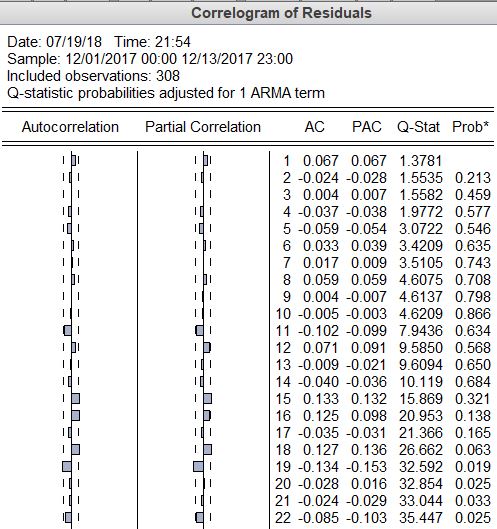 Correlogram of Residuals
Date: 07/19/18 Time: 21:54
Sample: 12/01/2017 00:00 12/13/2017 23:00
Included observations: 308
Q-statistic probabilities adjusted for 1 ARMA term
Autocorrelation Partial Correlation AC PAC Q-Stat Prob*
1 0.067 0.067 1.3781
2 -0.024 -0.028 1.5535 0.213
3 0.004 0.007 1.5582 0.459
4 -0.037 -0.038 1.9772 0.577
5 -0.059 -0.054 3.0722 0.546
6 0.033 0.039 3.4209 0.635
7 0.017 0.009 3.5105 0.743
8 0.059 0.059 4.6075 0.708
9 0.004 -0.007 4.6137 0.798
10 -0.005 -0.003 4.6209 0.866
11 -0.102 -0.099 7.9436 0.634
12 0.071 0.091 9.5850 0.568
13 -0.009 -0.021 9.6094 0.650
14 -0.040 -0.036 10.119 0.684
15 0.133 0.132 15.869 0.321
16 0.125 0.098 20.953 0.138
17 -0.035 -0.031 21.366 0.165
18 0.127 0.136 26.662 0.063
19 -0.134 -0.153 32.592 0.019
20 -0.028 0.016 32.854 0.025
21 -0.024 -0.029 33.044 0.033
22 -0.085 -0.103 35.447 0.025